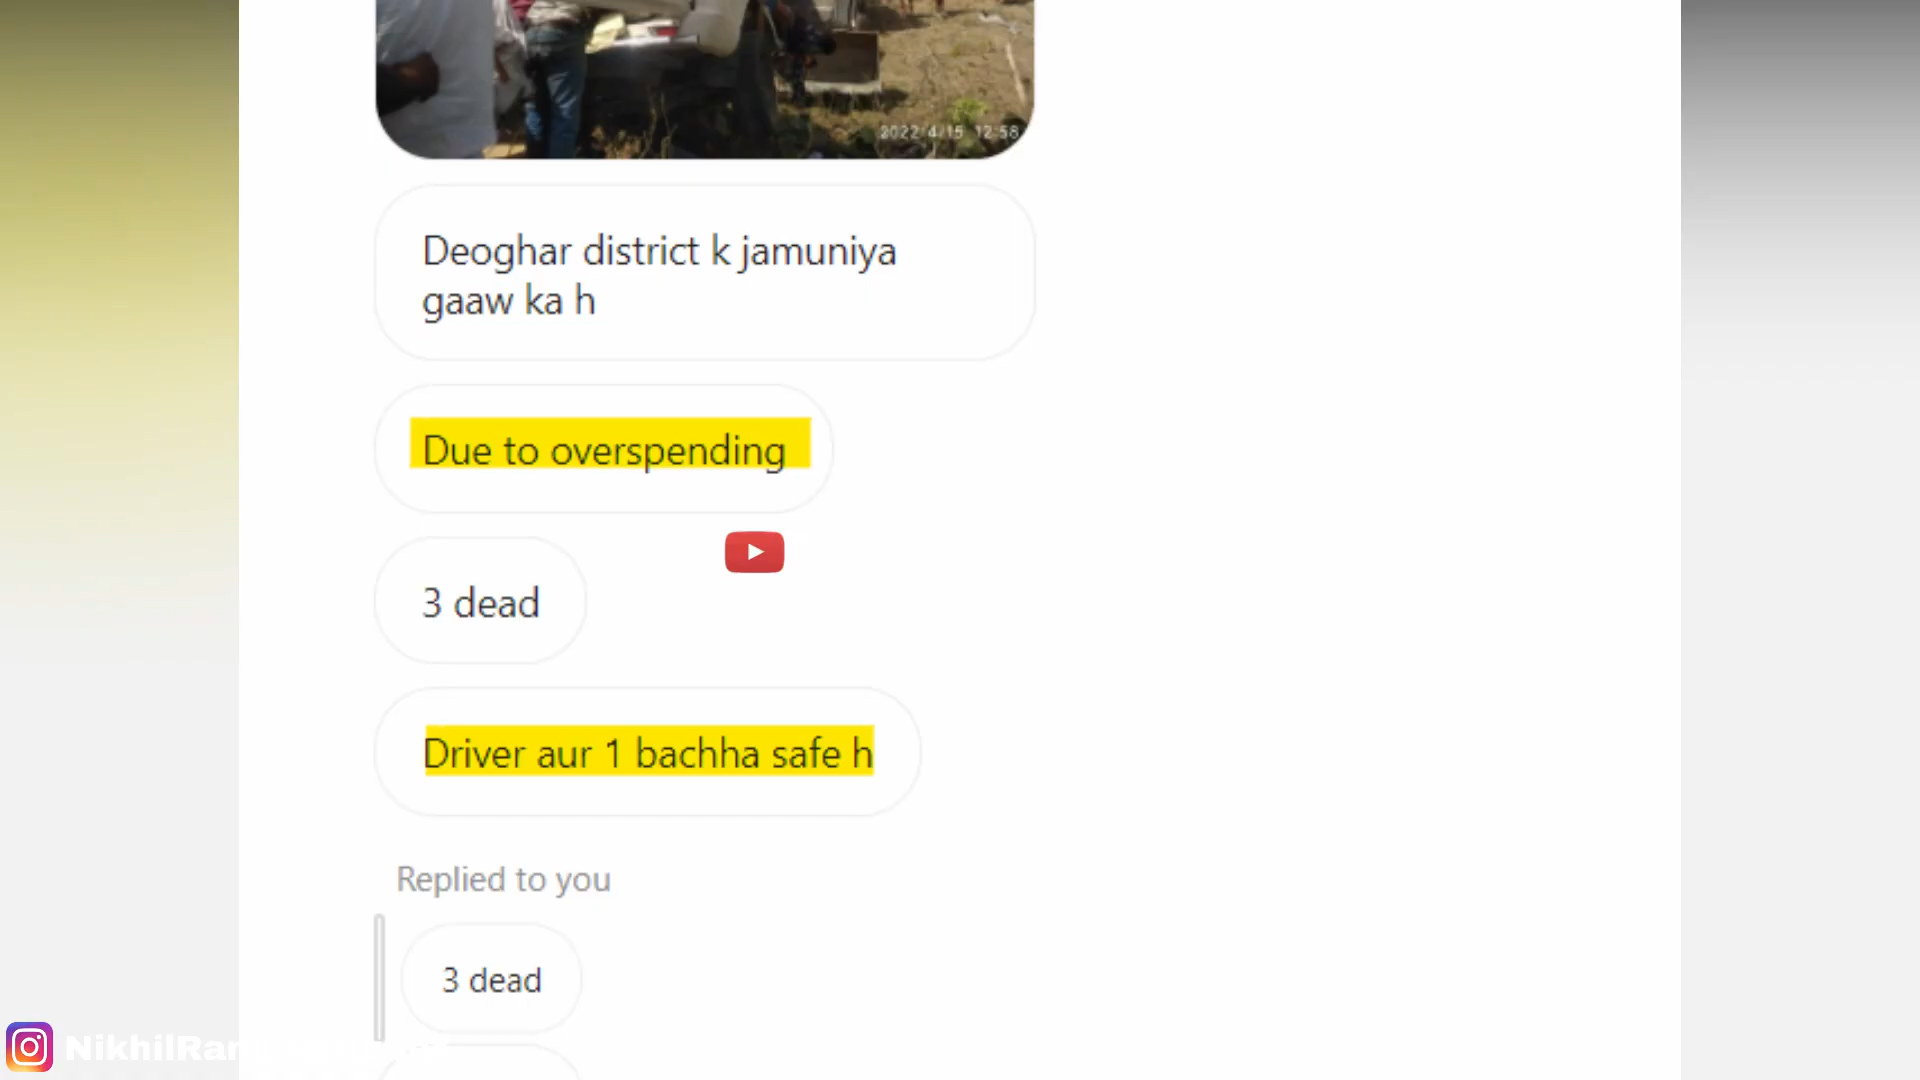 2022/4/15 12:58
Deoghar district k jamuniya
gaaw ka h
Due to overspending
3 dead
Driver aur 1 bachha safe h
Replied to you
3 dead